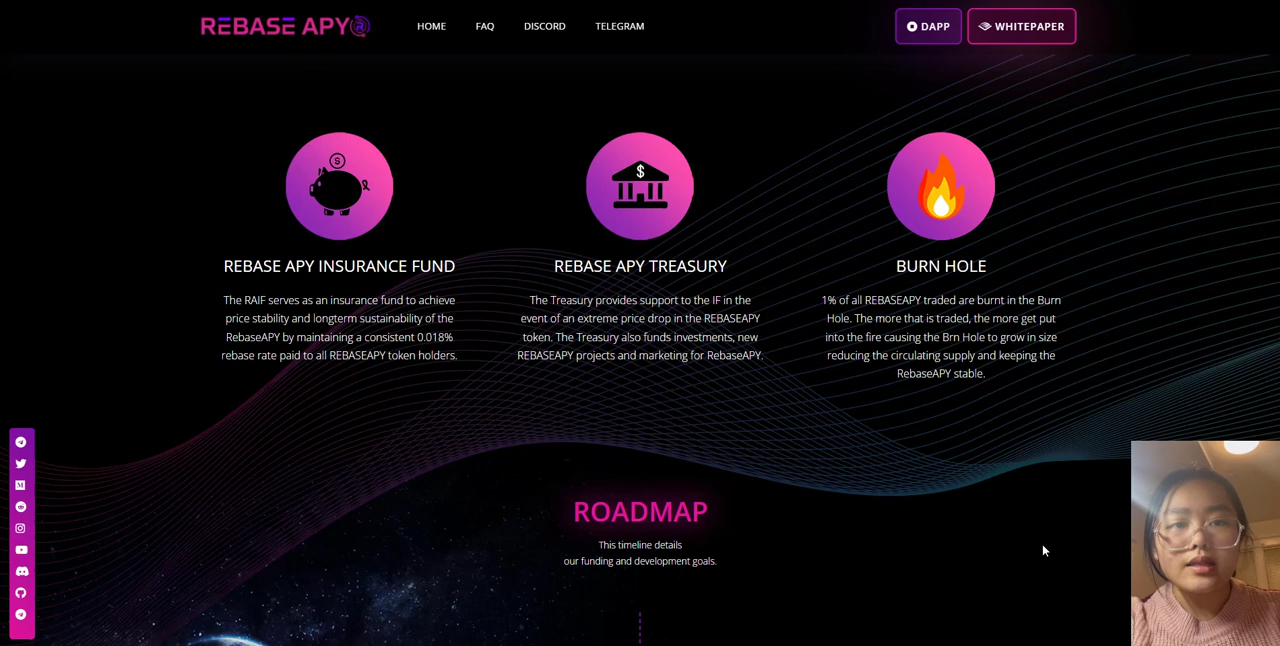 REBASE APY
HOME FAQ DISCORD TELEGRAM
DAPP WHITEPAPER
REBASE APY INSURANCE FUND
The RAIF serves as an insurance fund to achieve
price stability and longterm sustainability of the
RebaseAPY by maintaining a consistent 0.018%
rebase rate paid to all REBASEAPY token holders.
REBASE APY TREASURY
The Treasury provides support to the IF in the
event of an extreme price drop in the REBASEAPY
token. The Treasury also funds investments, new
REBASEAPY projects and marketing for RebaseAPY.
BURN HOLE
1% of all REBASEAPY traded are burnt in the Burn
Hole. The more that is traded, the more get put
into the fire causing the Brn Hole to grow in size
reducing the circulating supply and keeping the
RebaseAPY stable.
ROADMAP
This timeline details
our funding and development goals.